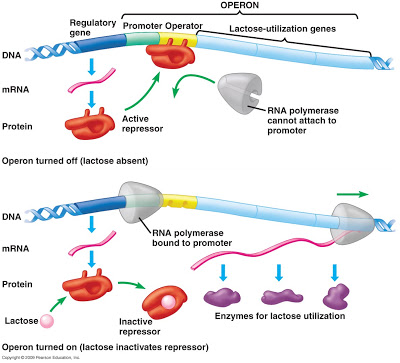 OPERON
Regulatory
gene
Promoter Operator
Lactose-utilization genes
DNA
mRNA
Protein
Active
repressor
RNA polymerase
cannot attach to
promoter
Operon turned off (lactose absent)
DNA
RNA polymerase
bound to promoter
mRNA
Protein
Lactose
Inactive
repressor
Enzymes for lactose utilization
Operon turned on (lactose inactivates repressor)
Copyright © 2009 Pearson Education, Inc.